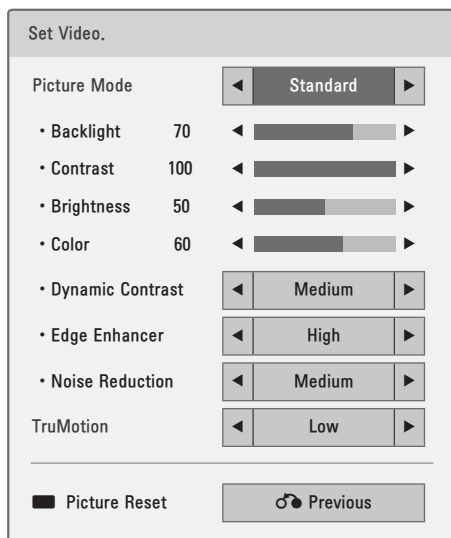 Set Video.
Picture Mode Standard
• Backlight 70
• Contrast 100
• Brightness 50
• Color 60
• Dynamic Contrast Medium
• Edge Enhancer High
• Noise Reduction Medium
TruMotion Low
Picture Reset Previous